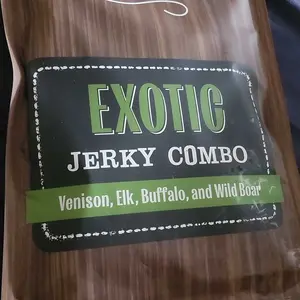 EXOTIC
JERKY COMBO
Venison, Elk, Buffalo, and Wild Boar